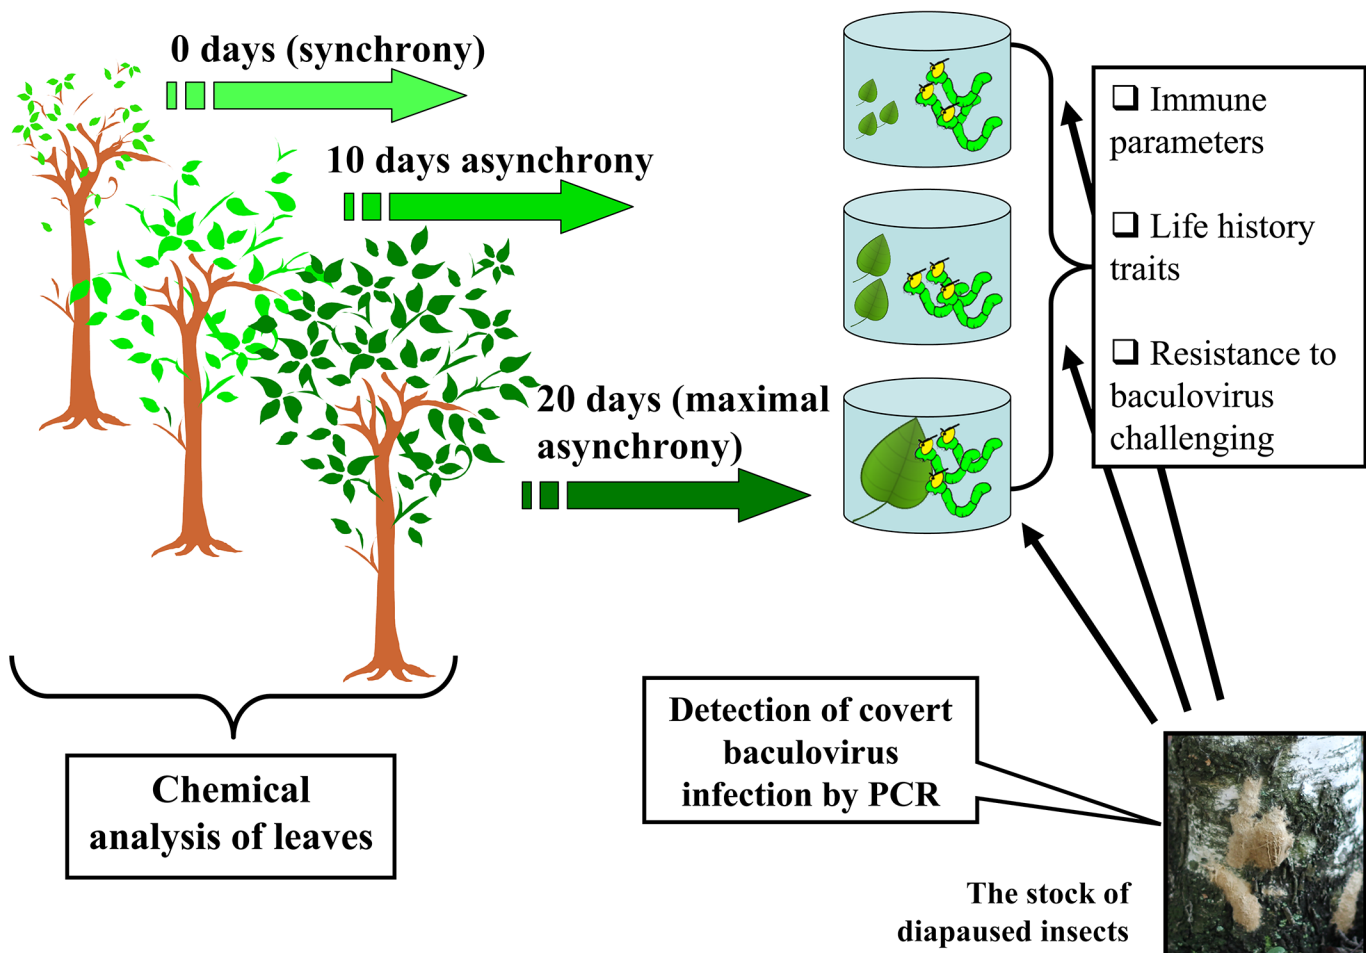 0 days (synchrony)
10 days asynchrony
20 days (maximal
asynchrony)
❑ Immune
parameters
❑ Life history
traits
❑ Resistance to
baculovirus
challenging
Chemical
analysis of leaves
Detection of covert
baculovirus
infection by PCR
The stock of
diapaused insects